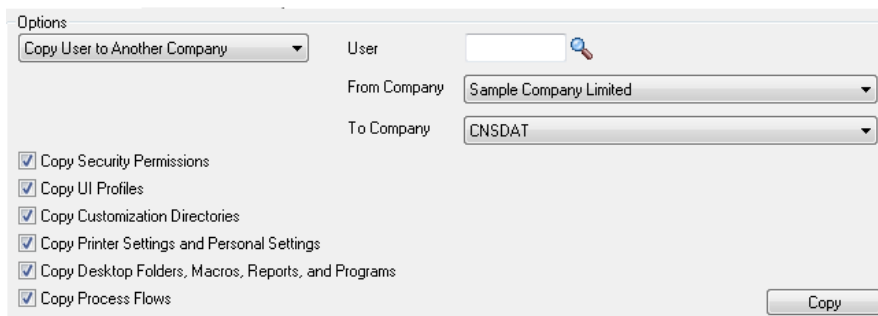 Options
Copy User to Another Company
User
From Company
Sample Company Limited
To Company
CNSDAT
Copy Security Permissions
Copy UI Profiles
Copy Customization Directories
Copy Printer Settings and Personal Settings
Copy Desktop Folders, Macros, Reports, and Programs
Copy Process Flows
Copy